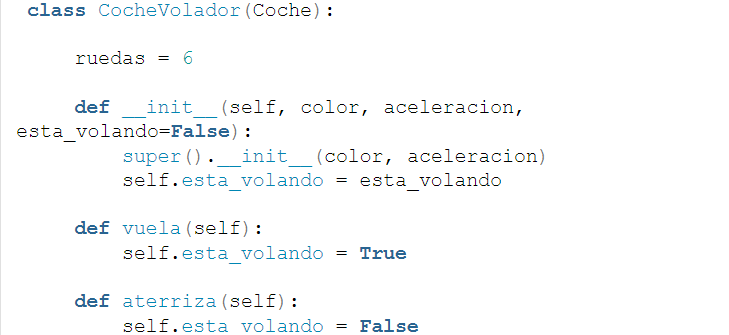 class CocheVolador(Coche):
ruedas = 6
def __init__(self, color, aceleracion,
esta_volando=False):
super().__init__(color, aceleracion)
self.esta_volando = esta_volando
def vuela(self):
self.esta_volando = True
def aterriza(self):
self.esta_volando = False